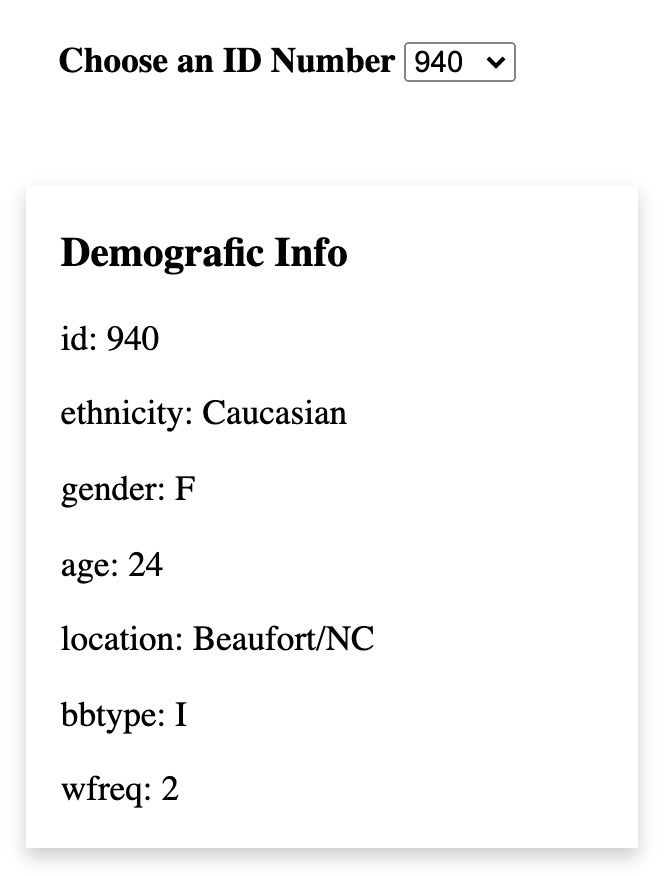 Choose an ID Number 940
Demografic Info
id: 940
ethnicity: Caucasian
gender: F
age: 24
location: Beaufort/NC
bbtype: I
wfreq: 2